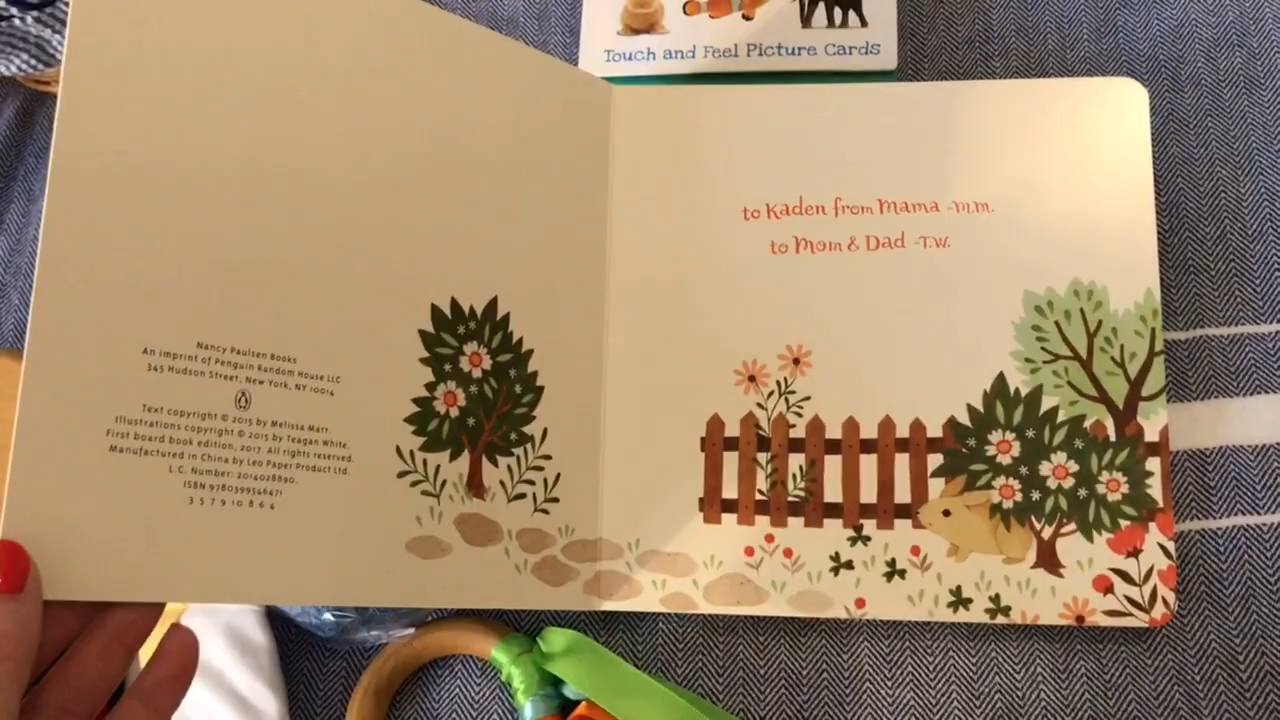 Touch and Feel Picture Cards
Nancy Paulsen Books
An imprint of Penguin Random House LLC
345 Hudson Street, New York, NY 10014
Text copyright © 2015 by Melissa Marr.
Illustrations copyright © 2015 by Teagan White.
First board book edition, 2017. All rights reserved.
Manufactured in China by Leo Paper Product Ltd.
L.C. Number: 2014028890.
ISBN 9780399546471
3 5 7 9 10 8 6 4
to Kaden from Mama -m.m.
to Mom & Dad -T.W.